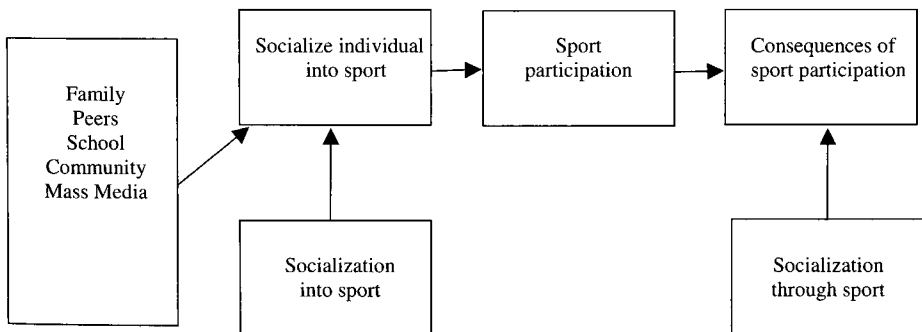 Family
Peers
School
Community
Mass Media
Socialize individual
into sport
Sport
participation
Consequences of
sport participation
Socialization
into sport
Socialization
through sport